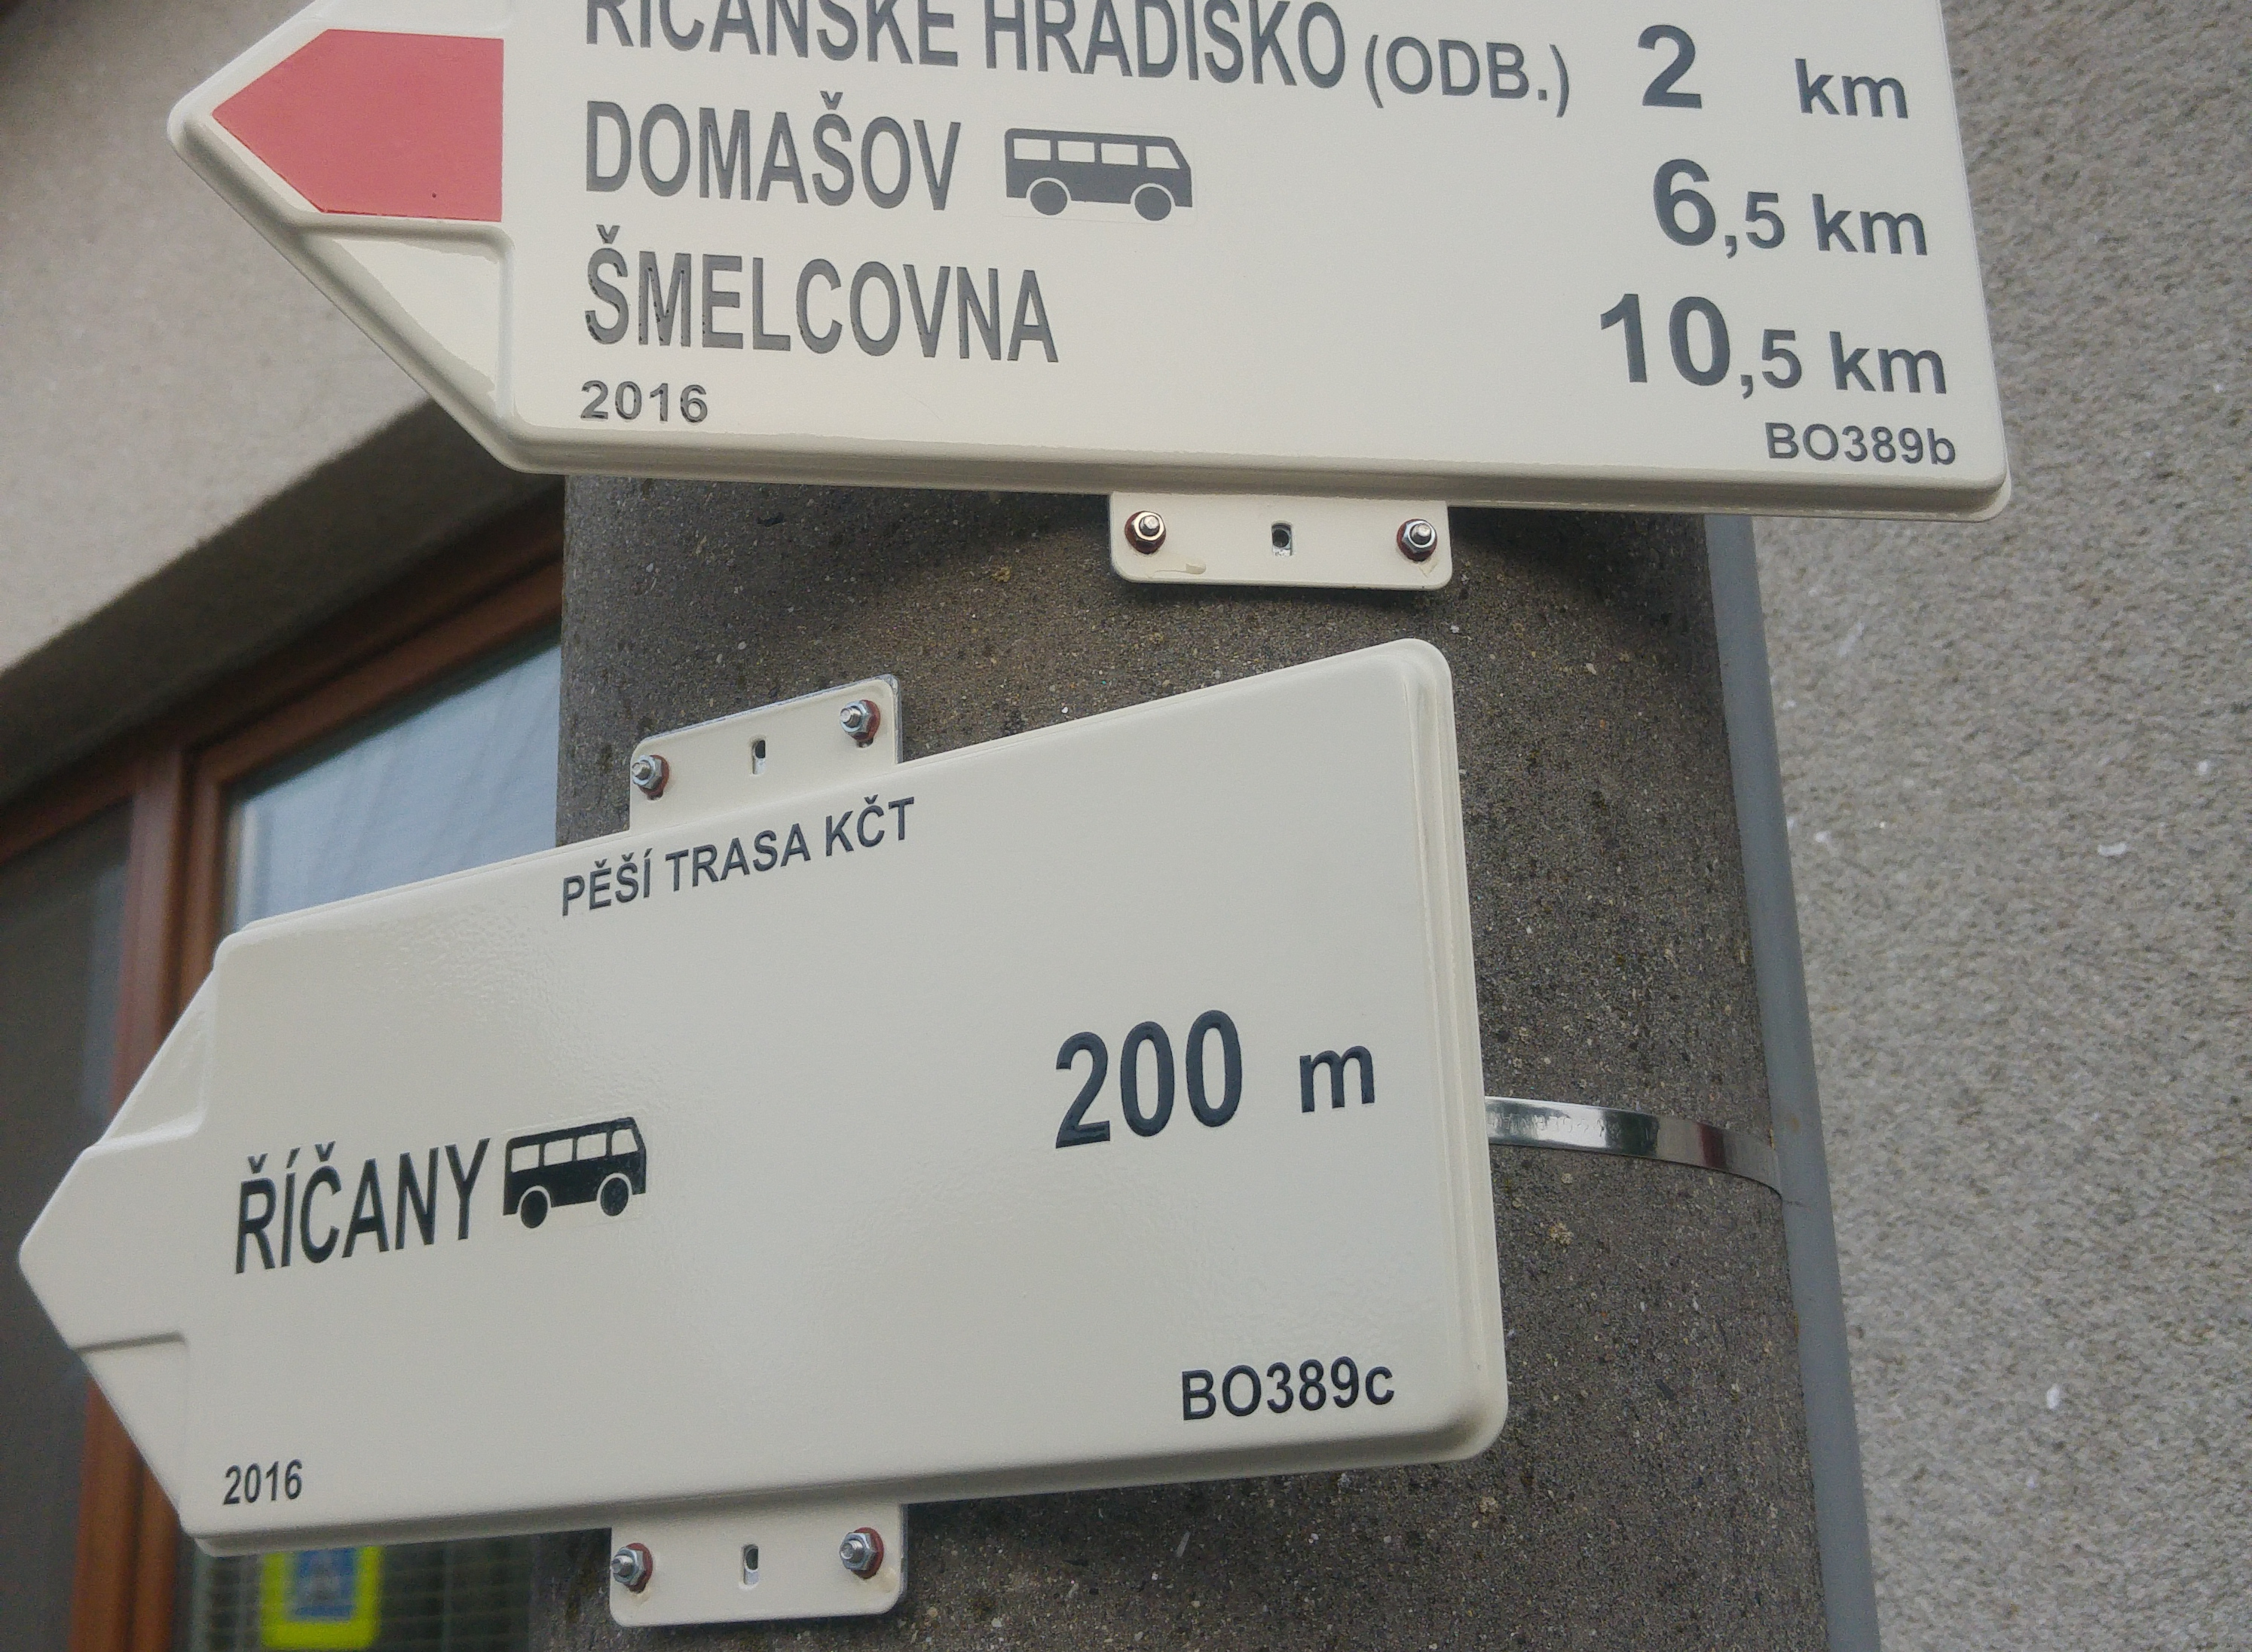 ŘÍČANSKÉ HRADISKO (ODB.) 2 km
DOMAŠOV 6,5 km
ŠMELCOVNA 10,5 km
2016 BO389b
PĚŠÍ TRASA KČT
ŘÍČANY 200 m
2016 BO389c